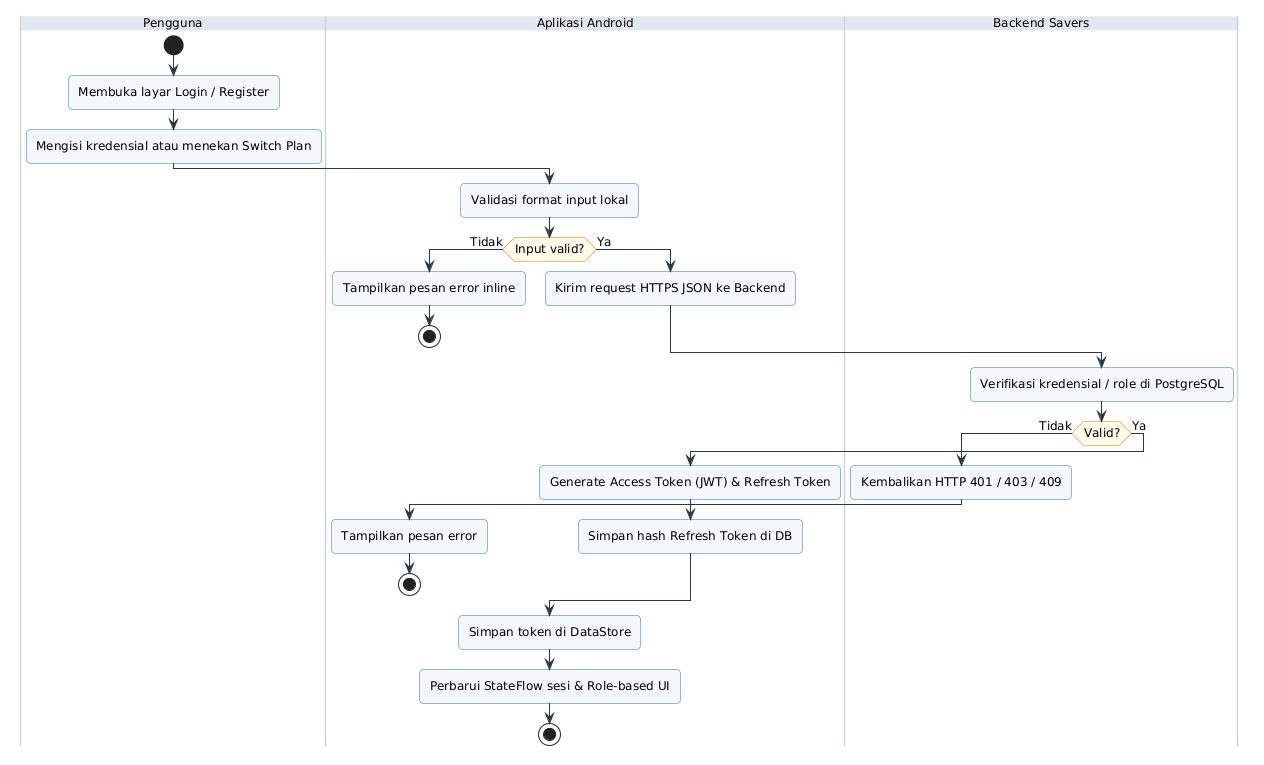 Pengguna
Aplikasi Android
Backend Savers
Membuka layar Login / Register
Mengisi kredensial atau menekan Switch Plan
Validasi format input lokal
Tidak
Input valid?
Ya
Tampilkan pesan error inline
Kirim request HTTPS JSON ke Backend
Verifikasi kredensial / role di PostgreSQL
Tidak
Valid?
Ya
Generate Access Token (JWT) & Refresh Token
Kembalikan HTTP 401 / 403 / 409
Tampilkan pesan error
Simpan hash Refresh Token di DB
Simpan token di DataStore
Perbarui StateFlow sesi & Role-based UI